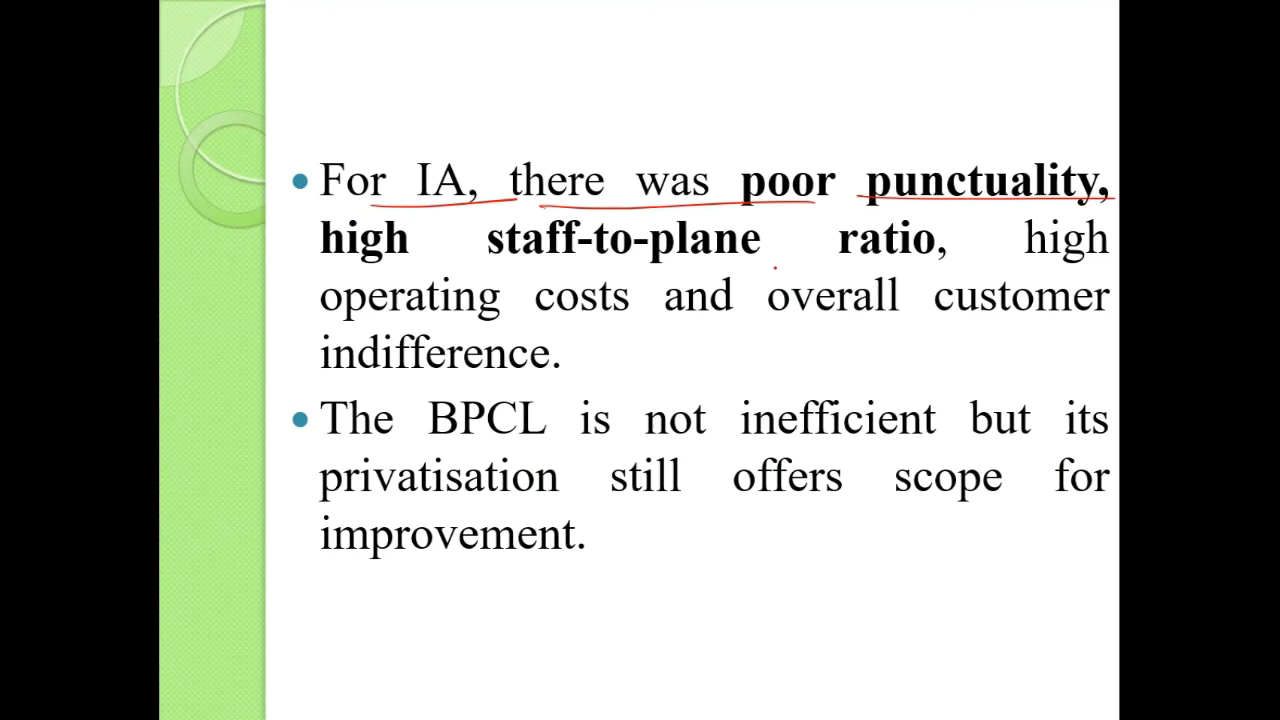 For IA, there was poor punctuality,
high staff-to-plane ratio, high
operating costs and overall customer
indifference.
The BPCL is not inefficient but its
privatisation still offers scope for
improvement.